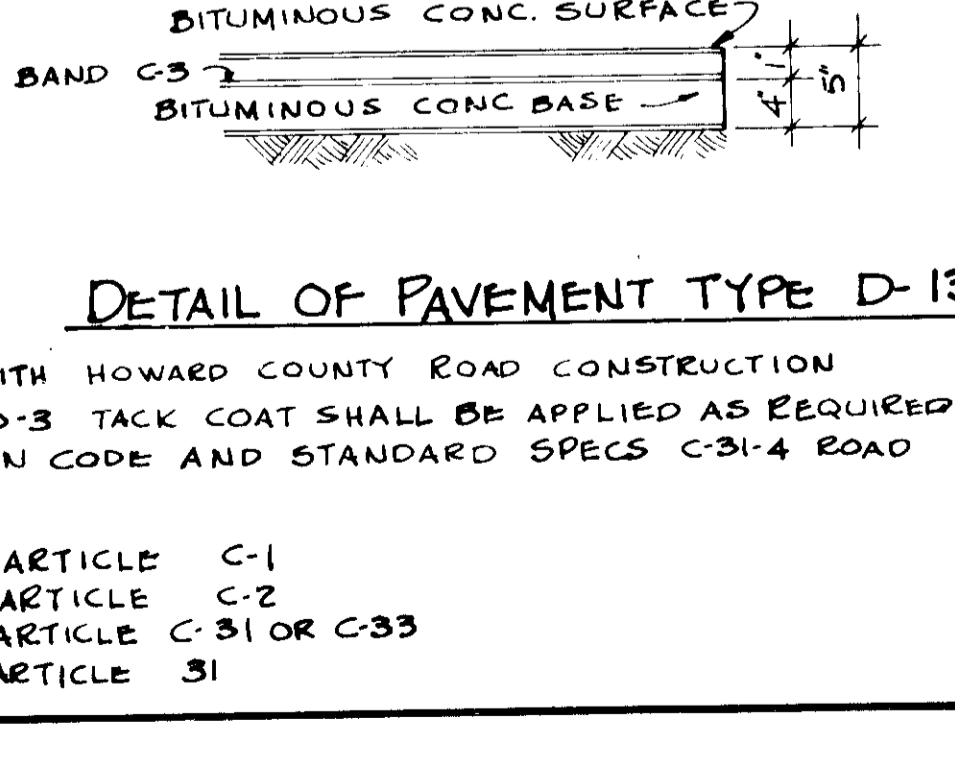 BITUMINOUS CONC. SURFACE
BAND C-3
BITUMINOUS CONC BASE
1"
4"
5"
DETAIL OF PAVEMENT TYPE D-13
ITH HOWARD COUNTY ROAD CONSTRUCTION
D-3 TACK COAT SHALL BE APPLIED AS REQUIRED
N CODE AND STANDARD SPECS C-31-4 ROAD
ARTICLE C-1
ARTICLE C-2
ARTICLE C-31 OR C-33
ARTICLE 31